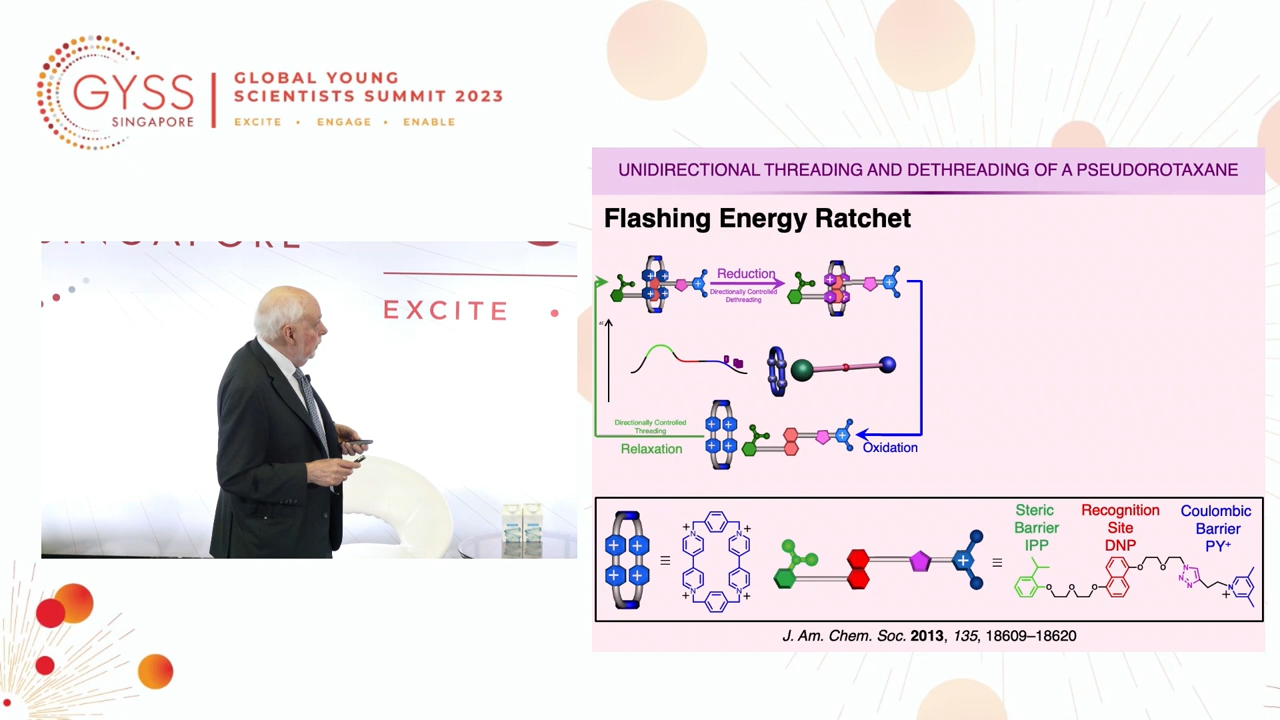 GYSS
SINGAPORE
GLOBAL YOUNG
SCIENTISTS SUMMIT 2023
EXCITE • ENGAGE • ENABLE
SINGAPORE
EXCITE •
UNIDIRECTIONAL THREADING AND DETHREADING OF A PSEUDOROTAXANE
Flashing Energy Ratchet
Reduction
Directionally Controlled
Dethreading
Directionally Controlled
Threading
Relaxation
Oxidation
Steric
Barrier
IPP
Recognition
Site
DNP
Coulombic
Barrier
PY+
≡
N
N
N
N
≡
O
O
O
O
O
O
N
N
N
N
+
J. Am. Chem. Soc. 2013, 135, 18609–18620